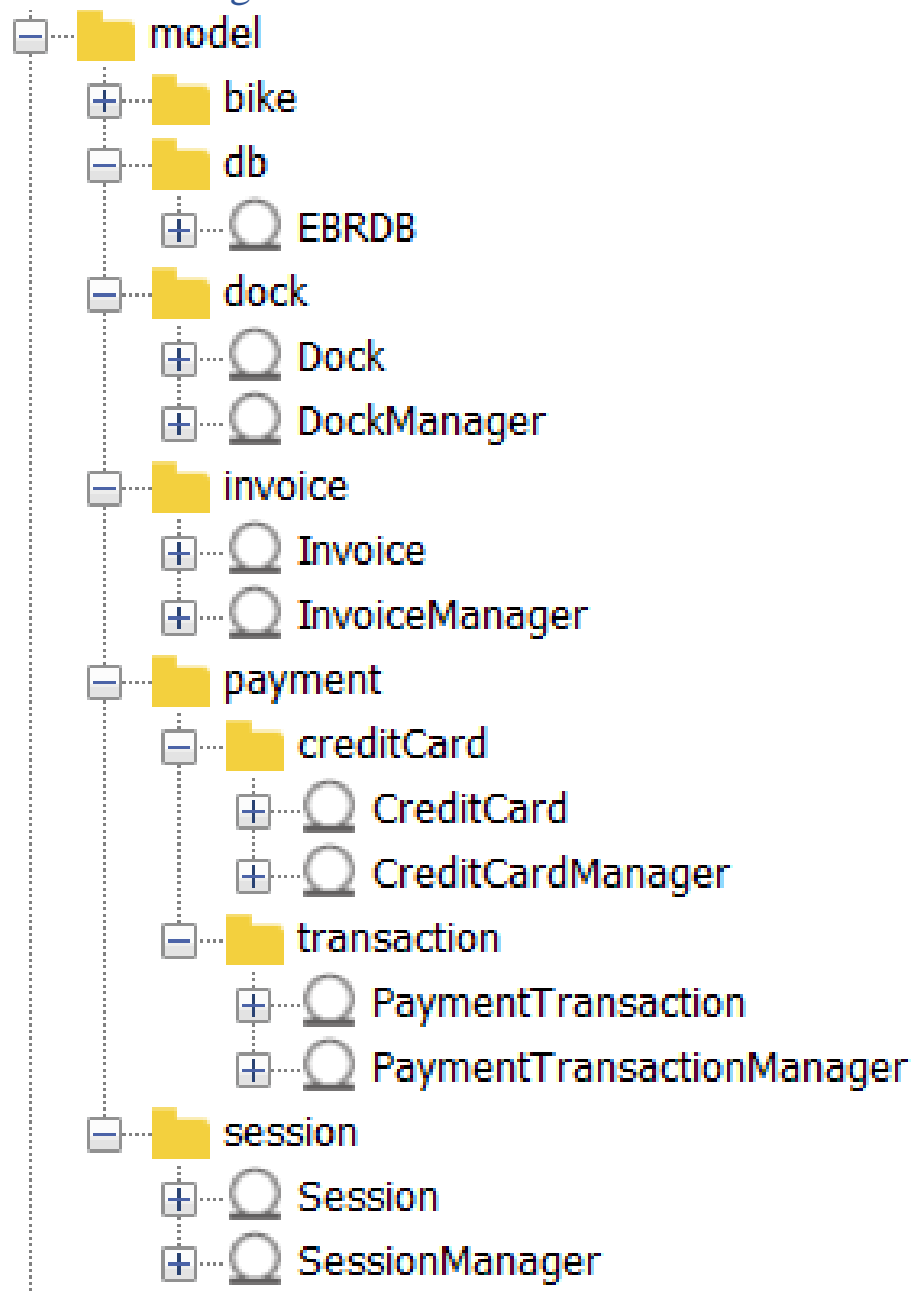 model
bike
db
EBRDB
dock
Dock
DockManager
invoice
Invoice
InvoiceManager
payment
creditCard
CreditCard
CreditCardManager
transaction
PaymentTransaction
PaymentTransactionManager
session
Session
SessionManager